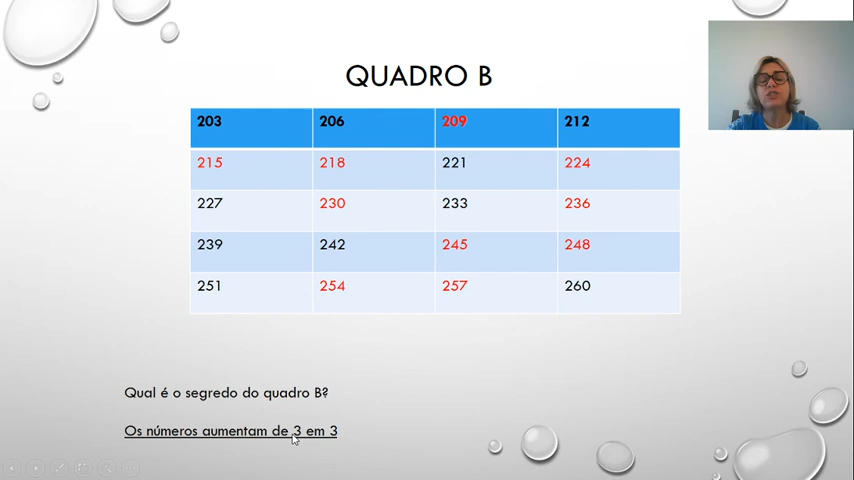 QUADRO B
203 206 209 212
215 218 221 224
227 230 233 236
239 242 245 248
251 254 257 260
Qual é o segredo do quadro B?
Os números aumentam de 3 em 3